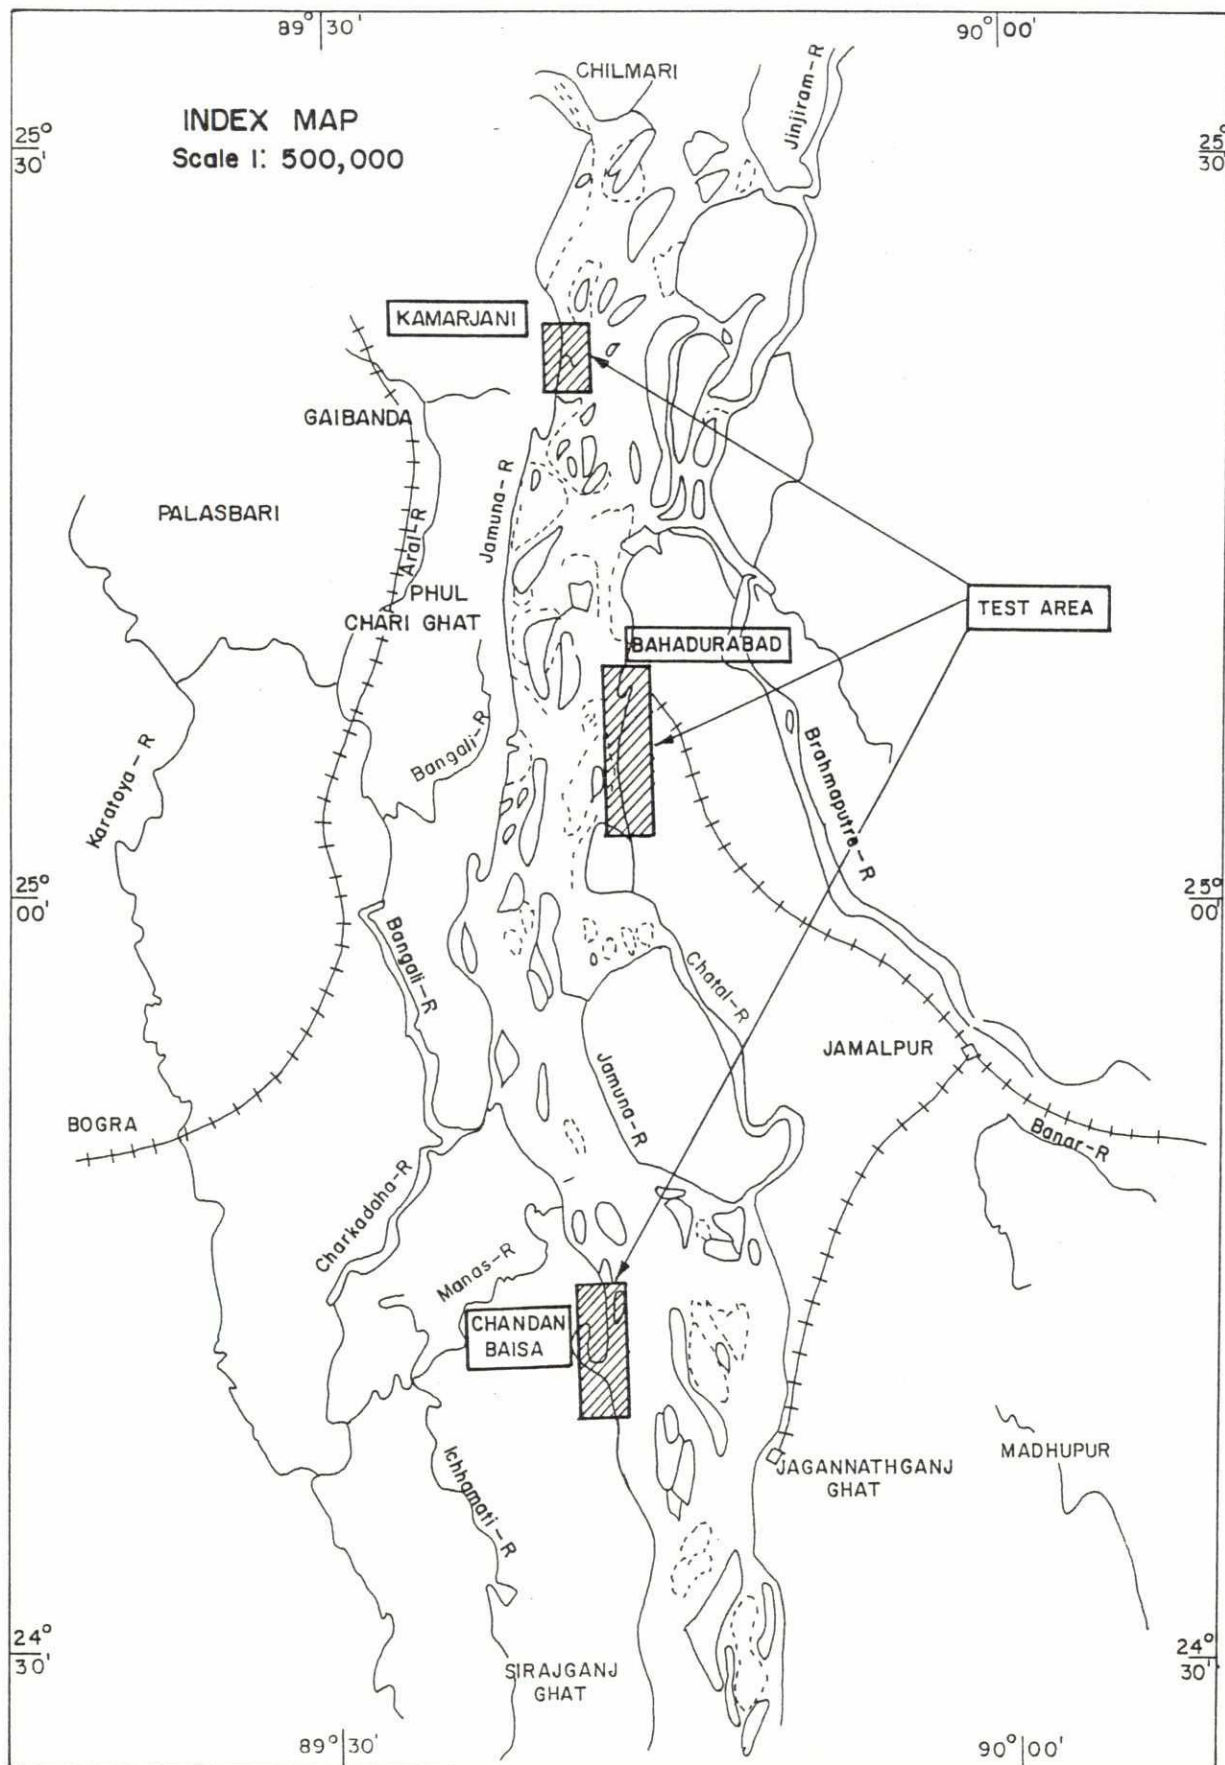 89° 30'
90° 00'
CHILMARI
Jinjiram-R
INDEX MAP
Scale 1: 500,000
25° 30'
25° 30'
KAMARJANI
GAIBANDA
PALASBARI
Jamuna-R
Aral-R
PHUL
CHARI GHAT
TEST AREA
BAHADURABAD
Karatoya-R
Bangali-R
Brahmaputra-R
25° 00'
25° 00'
Bangali-R
Chatal-R
JAMALPUR
Jamuna-R
BOGRA
Banar-R
Charkadaha-R
Manas-R
CHANDAN
BAISA
Ichhamati-R
JAGANNATHGANJ
GHAT
MADHUPUR
24° 30'
24° 30'
SIRAJGANJ
GHAT
89° 30'
90° 00'